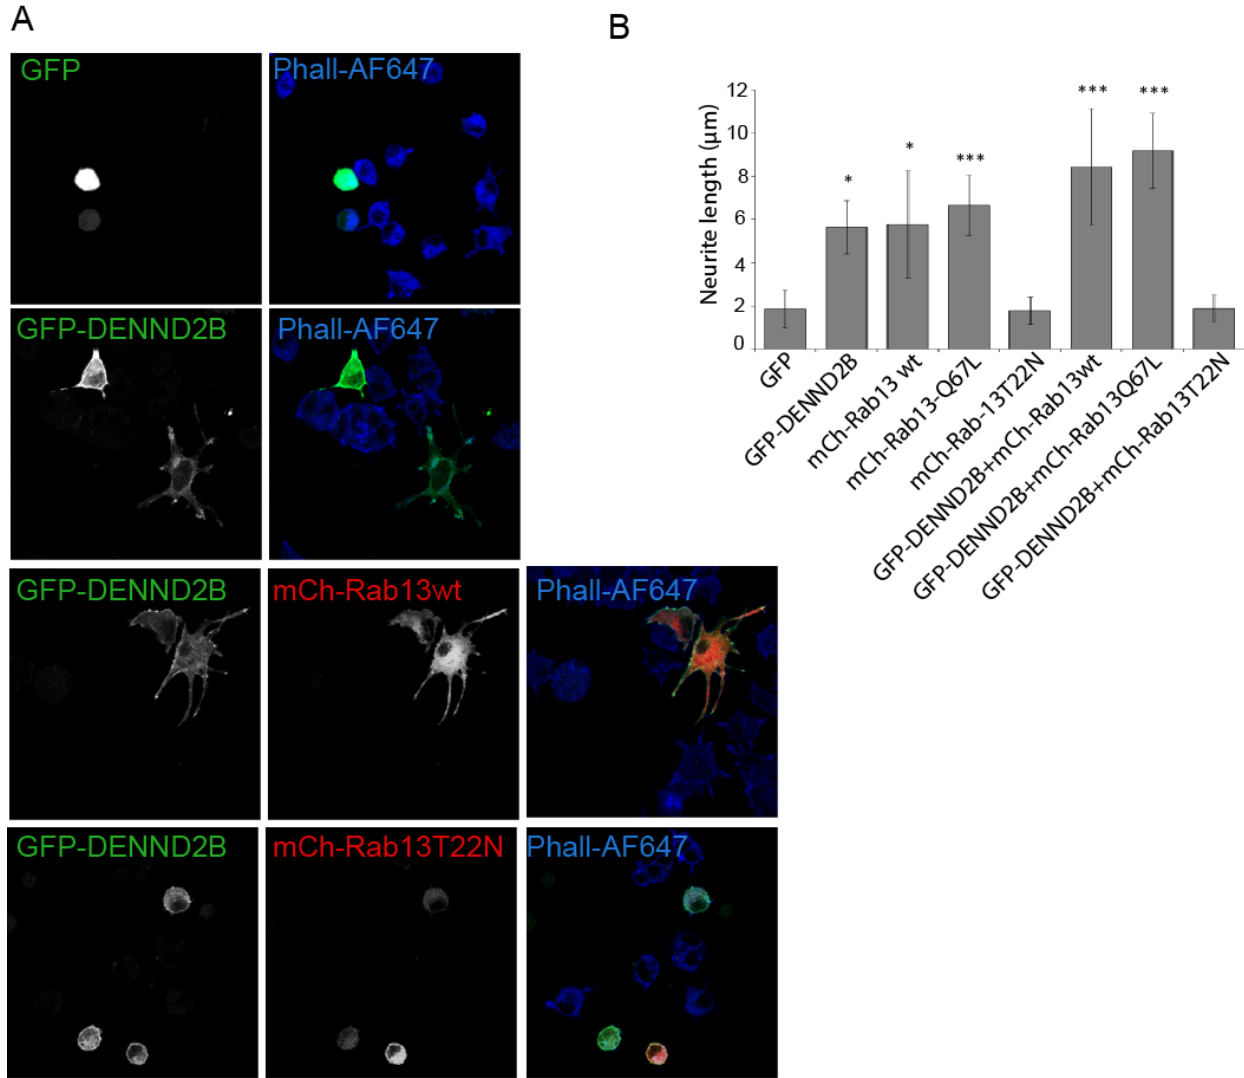 A
B
GFP
Phall-AF647
GFP-DENND2B
Phall-AF647
GFP-DENND2B
mCh-Rab13wt
Phall-AF647
GFP-DENND2B
mCh-Rab13T22N
Phall-AF647
Neurite length (µm)
12
10
8
6
4
2
0
*
*
***
***
***
GFP
GFP-DENND2B
mCh-Rab13 wt
mCh-Rab13-Q67L
mCh-Rab-13T22N
GFP-DENND2B+mCh-Rab13wt
GFP-DENND2B+mCh-Rab13Q67L
GFP-DENND2B+mCh-Rab13T22N